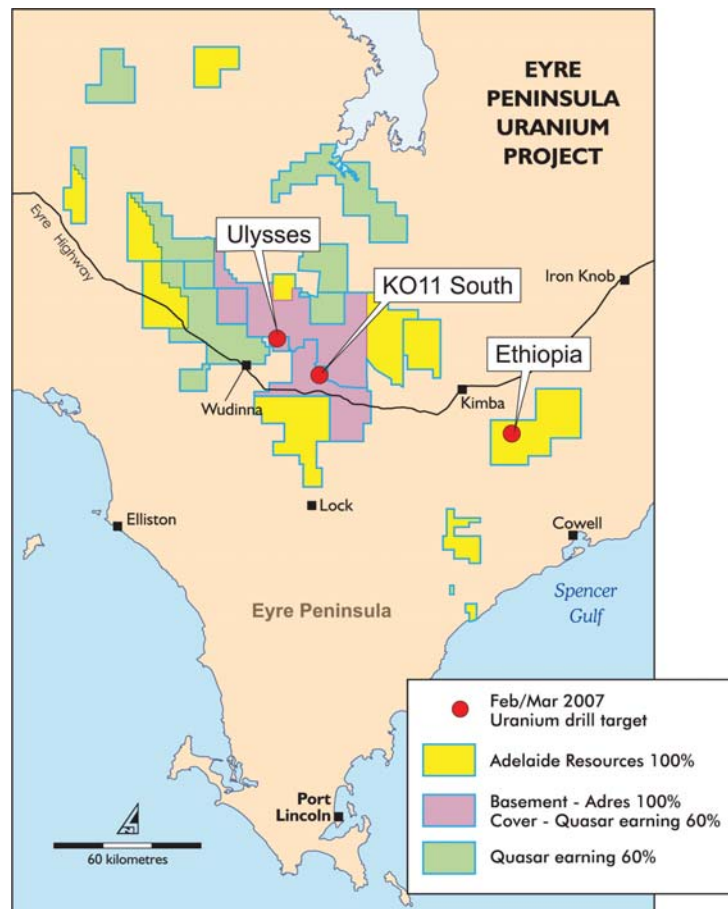 EYRE
PENINSULA
URANIUM
PROJECT
Eyre Highway
Ulysses
KO11 South
Iron Knob
Ethiopia
Wudinna
Kimba
Lock
Elliston
Cowell
Eyre Peninsula
Spencer
Gulf
Port
Lincoln
N
60 kilometres
Feb/Mar 2007
Uranium drill target
Adelaide Resources 100%
Basement - Adres 100%
Cover - Quasar earning 60%
Quasar earning 60%